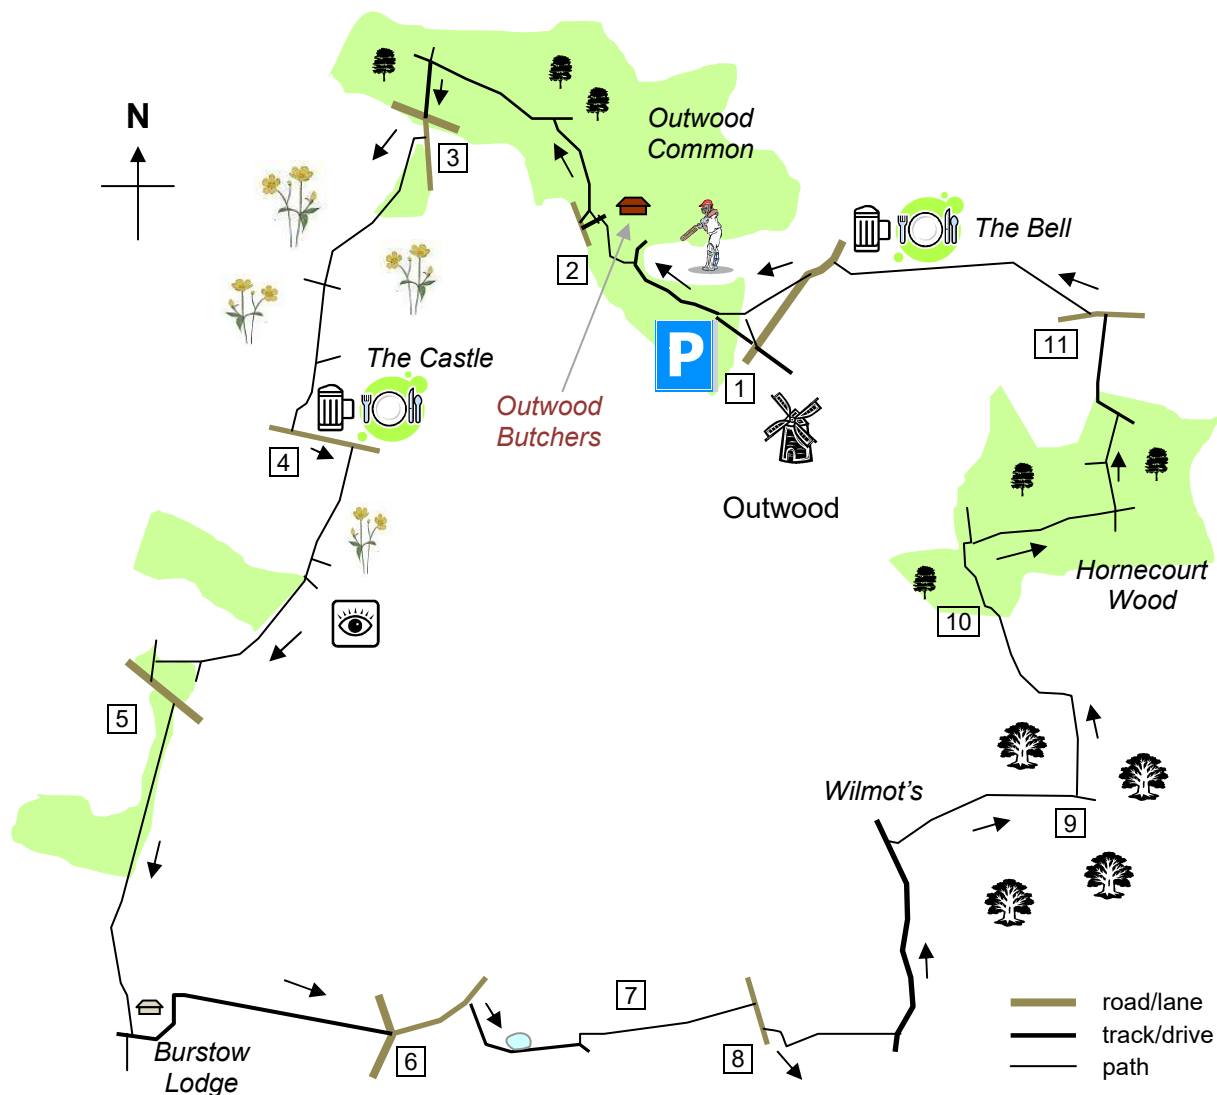 N
Outwood
Common
3
The Bell
2
P
1
11
The Castle
Outwood
Butchers
4
Outwood
Hornecourt
Wood
10
5
Wilmot's
9
7
Burstow
Lodge
6
8
road/lane
track/drive
path